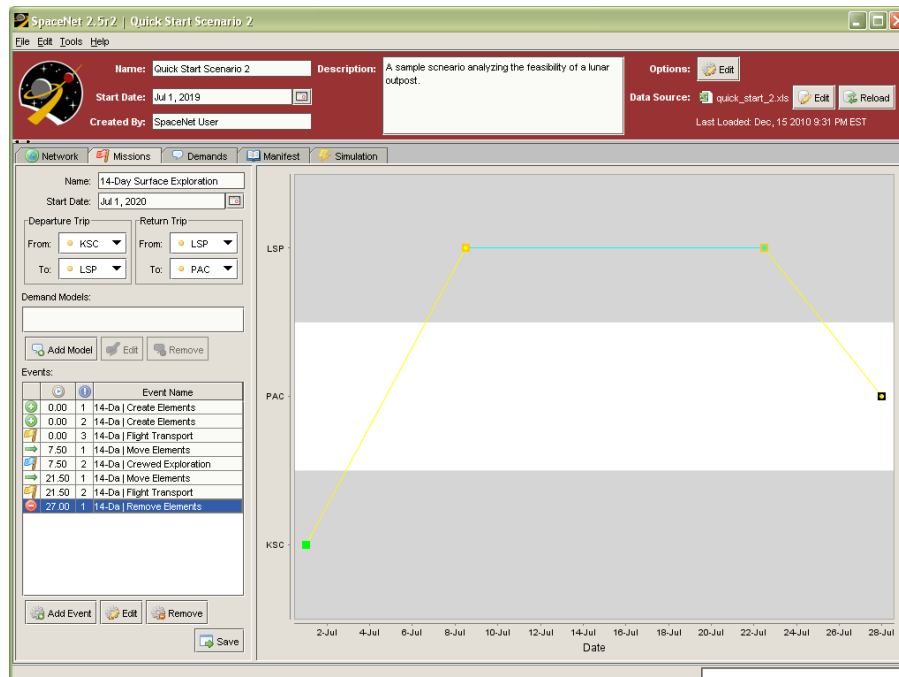 SpaceNet 2.5r2 | Quick Start Scenario 2
File Edit Tools Help
Name: Quick Start Scenario 2
Start Date: Jul 1, 2019
Created By: SpaceNet User
Description: A sample scneario analyzing the feasibility of a lunar
outpost.
Options: Edit
Data Source: quick_start_2.xls Edit Reload
Last Loaded: Dec, 15 2010 9:31 PM EST
Network Missions Demands Manifest Simulation
Name: 14-Day Surface Exploration
Start Date: Jul 1, 2020
Departure Trip Return Trip
From: KSC From: LSP
To: LSP To: PAC
Demand Models:
Add Model Edit Remove
Events:
Event Name
0.00 1 14-Da | Create Elements
0.00 2 14-Da | Create Elements
0.00 3 14-Da | Flight Transport
7.50 1 14-Da | Move Elements
7.50 2 14-Da | Crewed Exploration
21.50 1 14-Da | Move Elements
21.50 2 14-Da | Flight Transport
27.00 1 14-Da | Remove Elements
Add Event Edit Remove
Save
LSP
PAC
KSC
2-Jul 4-Jul 6-Jul 8-Jul 10-Jul 12-Jul 14-Jul 16-Jul 18-Jul 20-Jul 22-Jul 24-Jul 26-Jul 28-Jul
Date